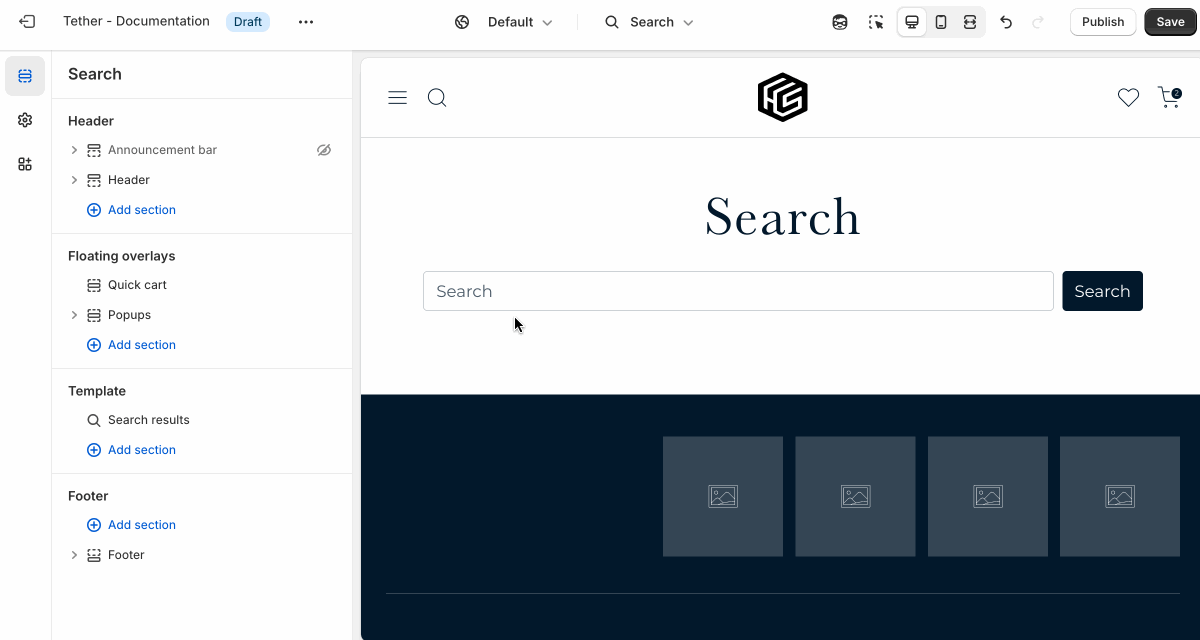 Tether - Documentation Draft Default Search Publish Save
Search
Header
Announcement bar
Header
Add section
Floating overlays
Quick cart
Popups
Add section
Template
Search results
Add section
Footer
Add section
Footer
2
Search
Search Search